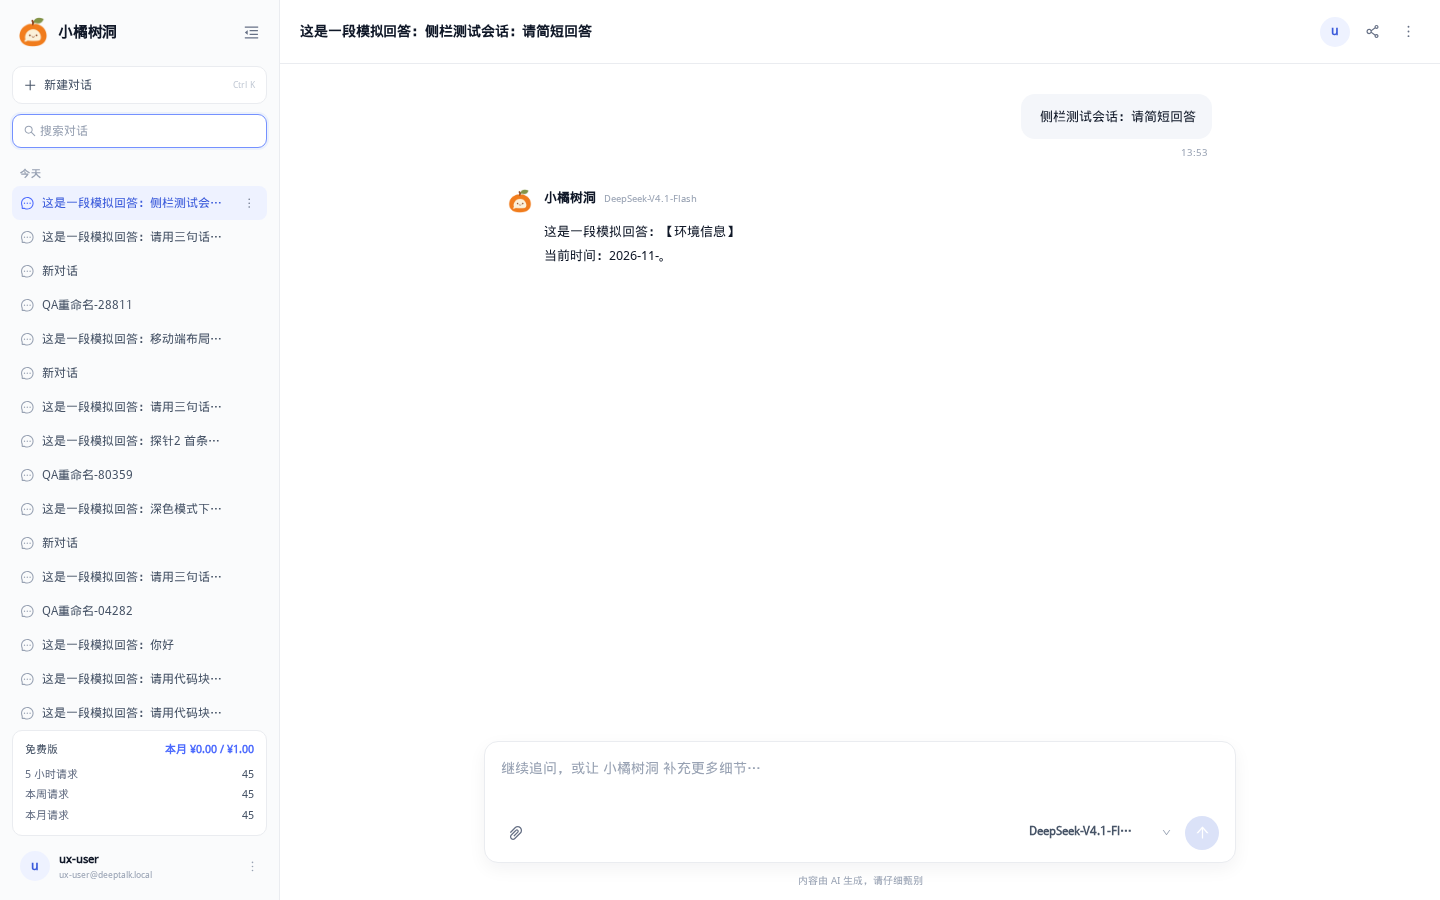 小橘树洞
新建对话 Ctrl K
搜索对话
今天
这是一段模拟回答：侧栏测试会⋯
这是一段模拟回答：请用三句话⋯
新对话
QA重命名-28811
这是一段模拟回答：移动端布局⋯
新对话
这是一段模拟回答：请用三句话⋯
这是一段模拟回答：探针2 首条⋯
QA重命名-80359
这是一段模拟回答：深色模式下⋯
新对话
这是一段模拟回答：请用三句话⋯
QA重命名-04282
这是一段模拟回答：你好
这是一段模拟回答：请用代码块⋯
这是一段模拟回答：请用代码块⋯
免费版 本月 ¥0.00 / ¥1.00
5 小时请求 45
本周请求 45
本月请求 45
u
ux-user
ux-user@deeptalk.local
这是一段模拟回答：侧栏测试会话：请简短回答
u
侧栏测试会话：请简短回答
13:53
小橘树洞 DeepSeek-V4.1-Flash
这是一段模拟回答：【环境信息】
当前时间：2026-11-。
继续追问，或让 小橘树洞 补充更多细节⋯
DeepSeek-V4.1-Fl⋯
内容由 AI 生成，请仔细甄别